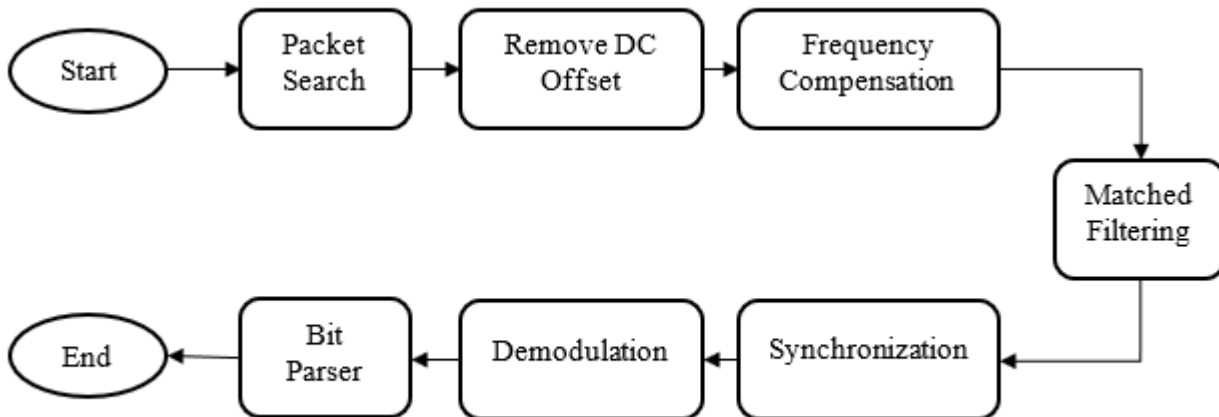 Start
Packet
Search
Remove DC
Offset
Frequency
Compensation
Matched
Filtering
Synchronization
Demodulation
Bit
Parser
End